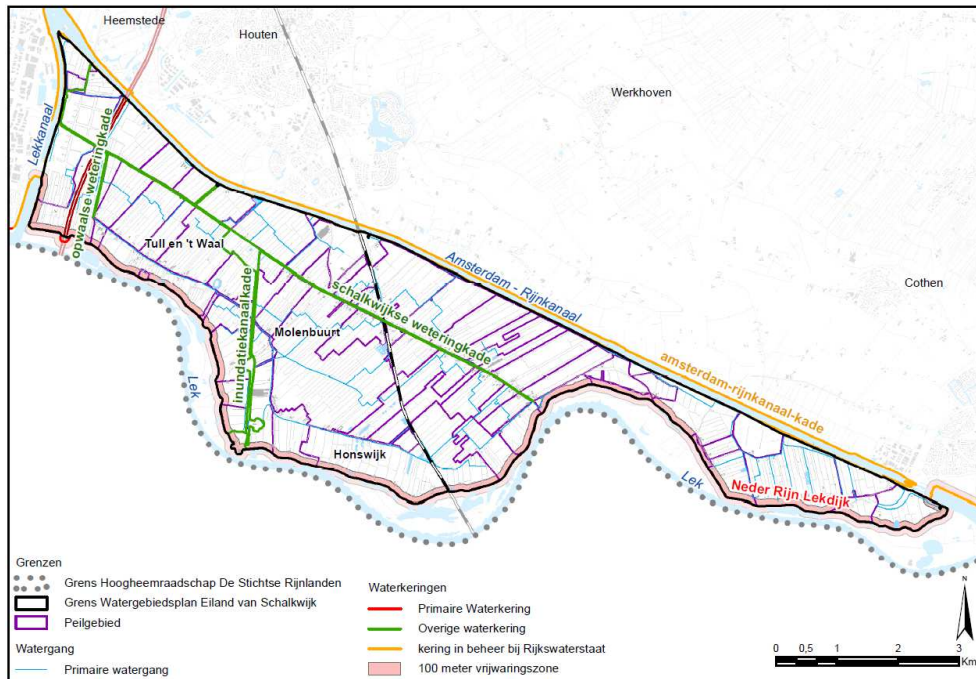 Heemstede
Houten
Werkhoven
Lekkanaal
opwaalse weteringkade
Tull en 't Waal
Amsterdam - Rijnkanaal
Cothen
schalkwijkse weteringkade
inundatiekanaalkade
Molenbuurt
amsterdam-rijnkanaal-kade
Lek
Honswijk
Lek
Neder Rijn Lekdijk
Grenzen
Grens Hoogheemraadschap De Stichtse Rijnlanden
Grens Watergebiedsplan Eiland van Schalkwijk
Peilgebied
Watergang
Primaire watergang
Waterkeringen
Primaire Waterkering
Overige waterkering
kering in beheer bij Rijkswaterstaat
100 meter vrijwaringszone
N
0 0,5 1 2 3
Km